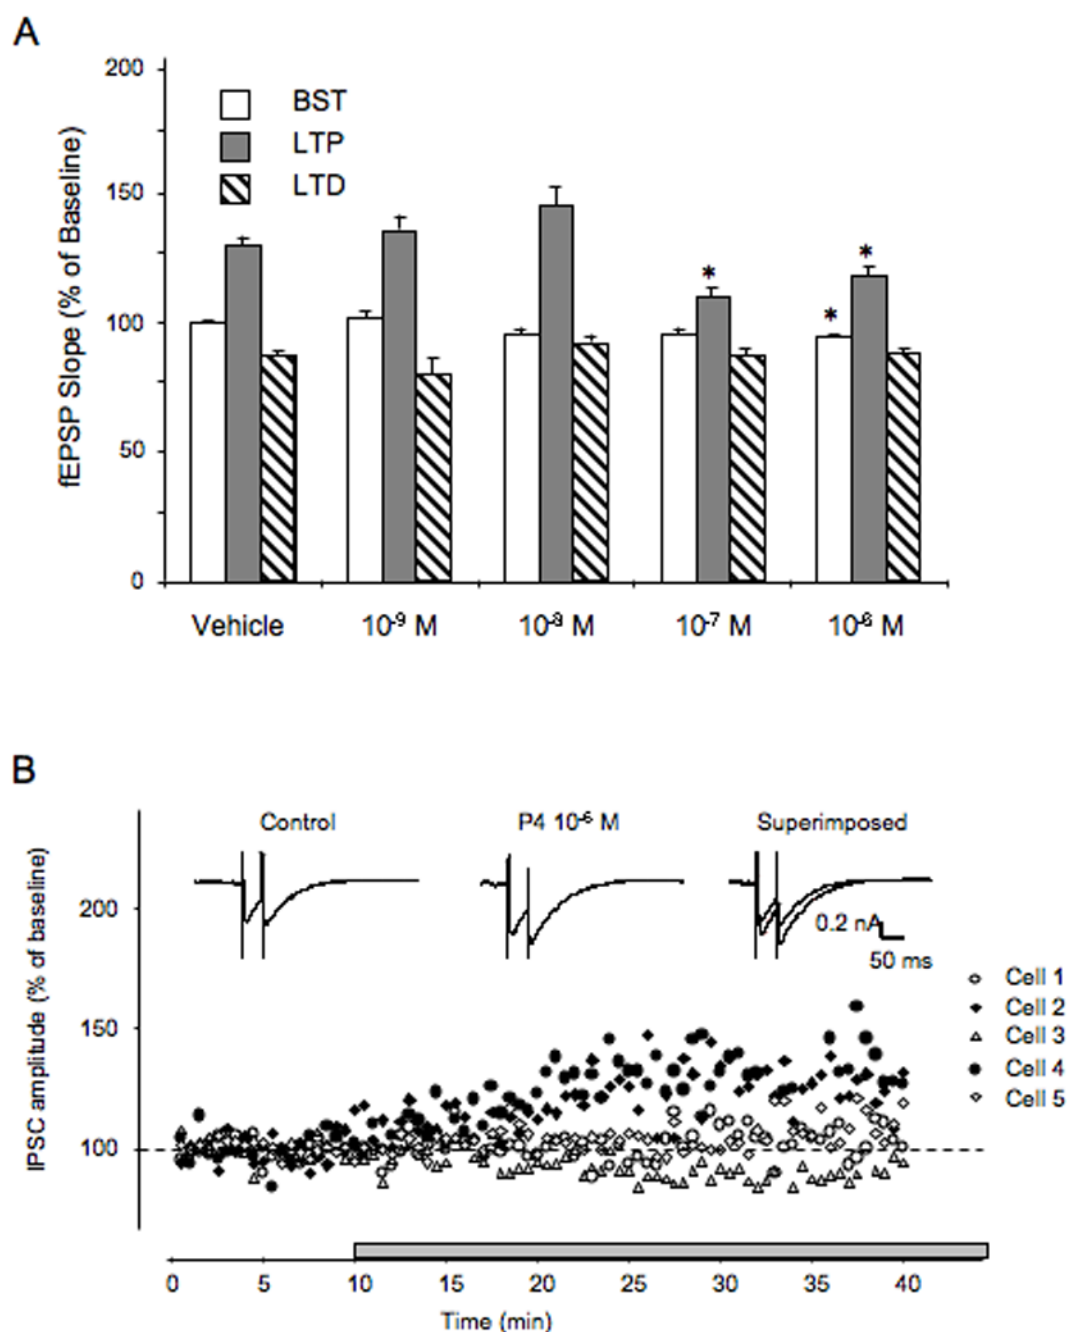 A
200
150
100
50
0
fEPSP Slope (% of Baseline)
BST
LTP
LTD
*
*
*
Vehicle
10-9 M
10-8 M
10-7 M
10-6 M
B
Control
P4 10-6 M
Superimposed
200
150
100
IPSC amplitude (% of baseline)
0.2 nA
50 ms
Cell 1
Cell 2
Cell 3
Cell 4
Cell 5
0 5 10 15 20 25 30 35 40
Time (min)